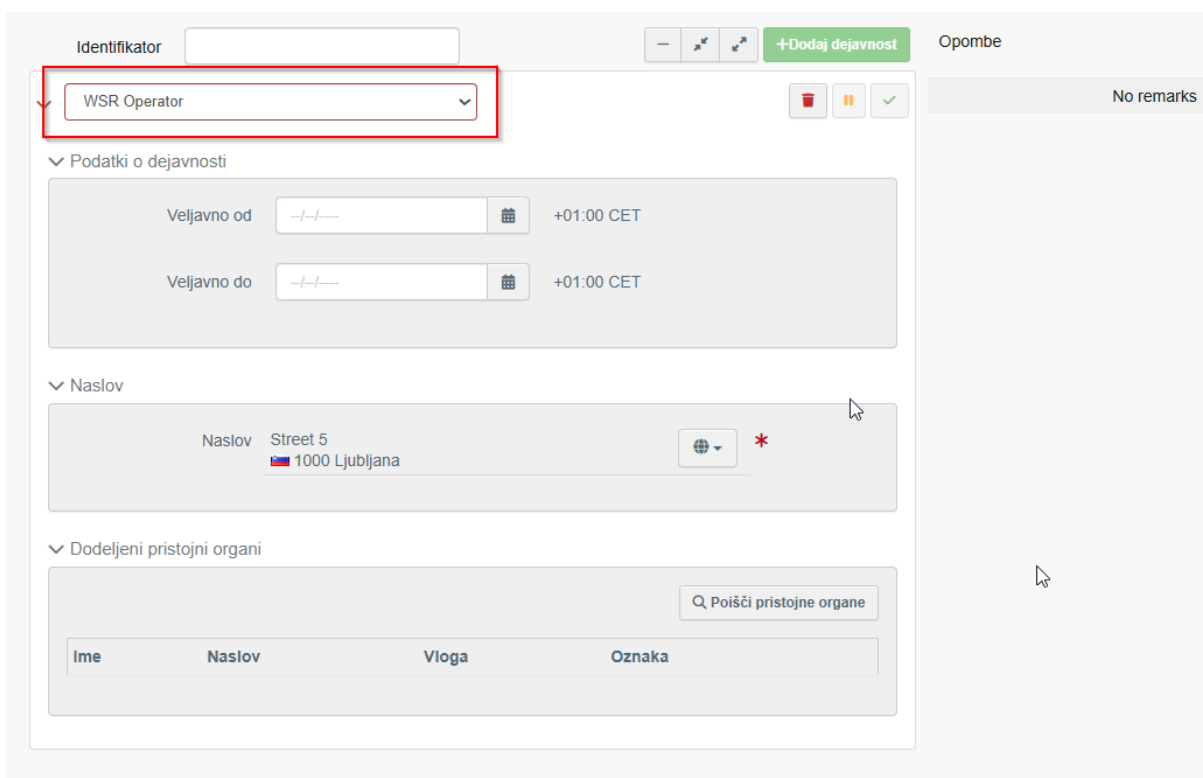 Identifikator
+Dodaj dejavnost
Opombe
WSR Operator
No remarks
Podatki o dejavnosti
Veljavno od --/--/---- +01:00 CET
Veljavno do --/--/---- +01:00 CET
Naslov
Naslov Street 5
1000 Ljubljana
*
Dodeljeni pristojni organi
Poišči pristojne organe
Ime Naslov Vloga Oznaka